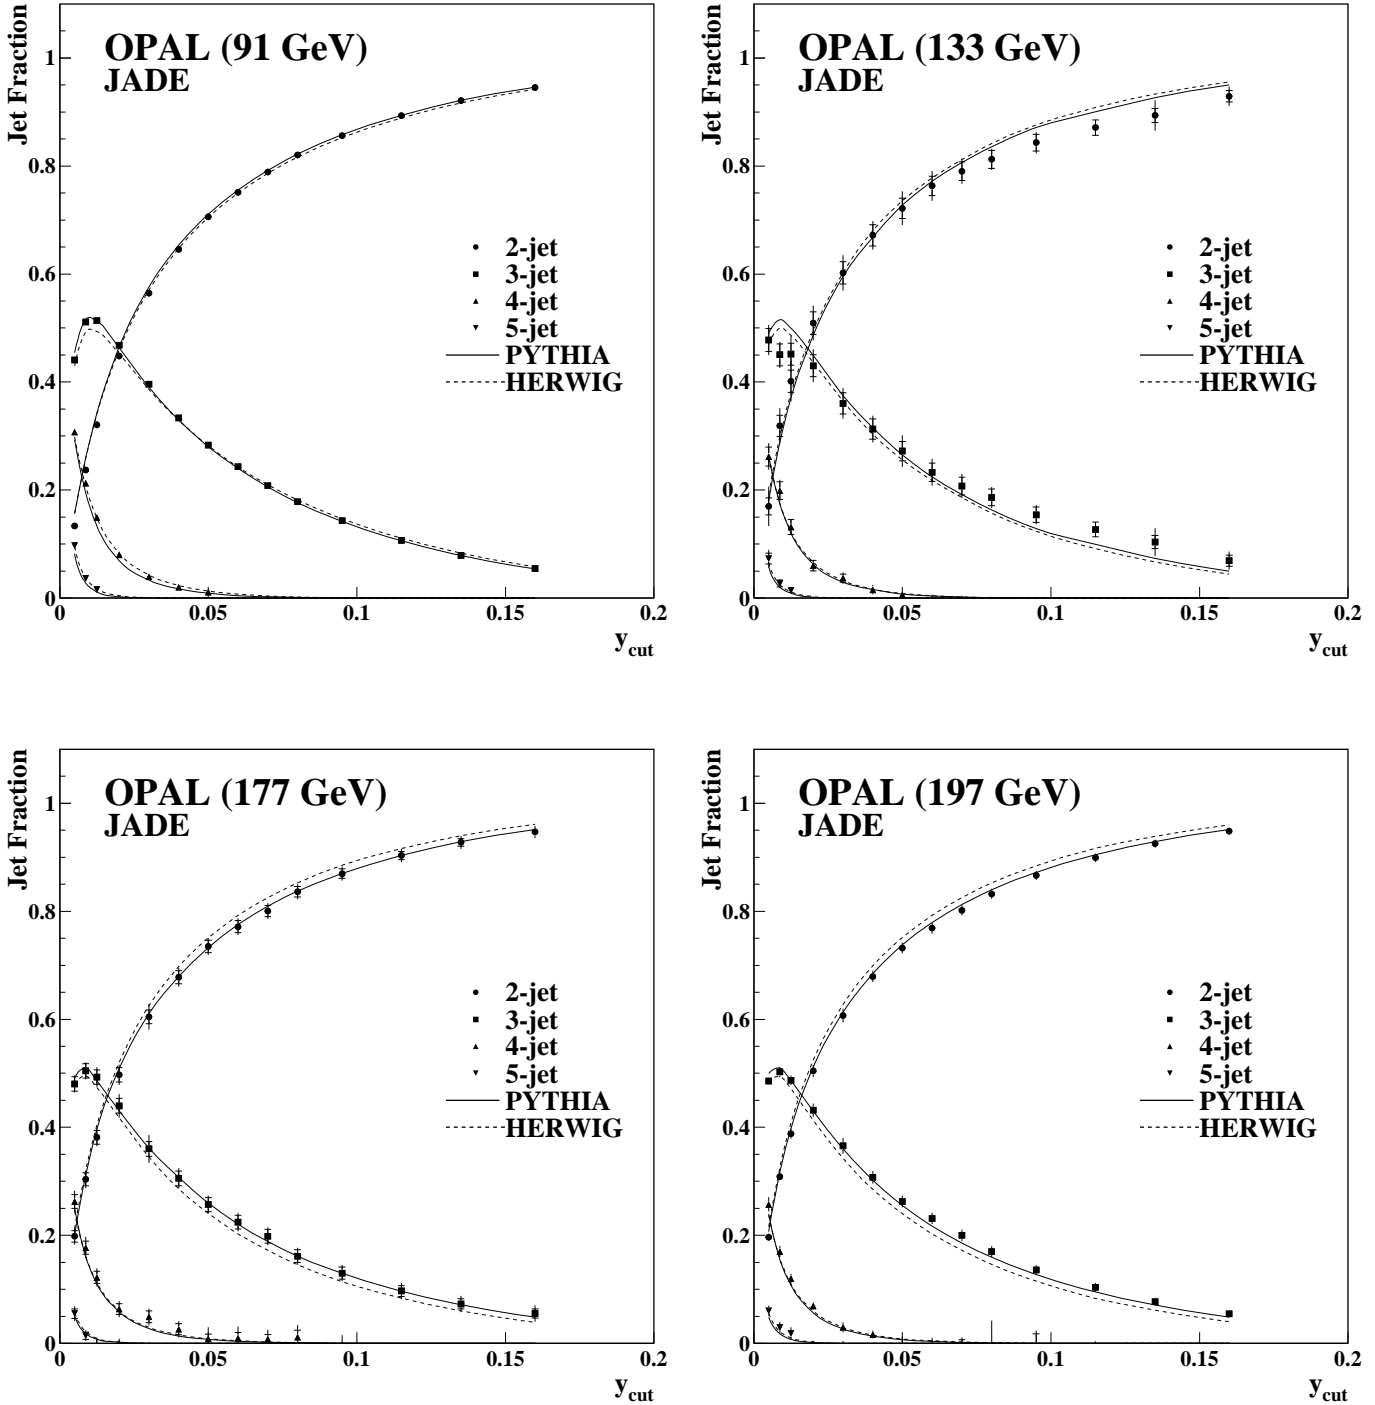 OPAL (91 GeV)
JADE
Jet Fraction
1
0.8
0.6
0.4
0.2
0
2-jet
3-jet
4-jet
5-jet
PYTHIA
HERWIG
0 0.05 0.1 0.15 0.2
y_cut
OPAL (133 GeV)
JADE
Jet Fraction
1
0.8
0.6
0.4
0.2
0
2-jet
3-jet
4-jet
5-jet
PYTHIA
HERWIG
0 0.05 0.1 0.15 0.2
y_cut
OPAL (177 GeV)
JADE
Jet Fraction
1
0.8
0.6
0.4
0.2
0
2-jet
3-jet
4-jet
5-jet
PYTHIA
HERWIG
0 0.05 0.1 0.15 0.2
y_cut
OPAL (197 GeV)
JADE
Jet Fraction
1
0.8
0.6
0.4
0.2
0
2-jet
3-jet
4-jet
5-jet
PYTHIA
HERWIG
0 0.05 0.1 0.15 0.2
y_cut